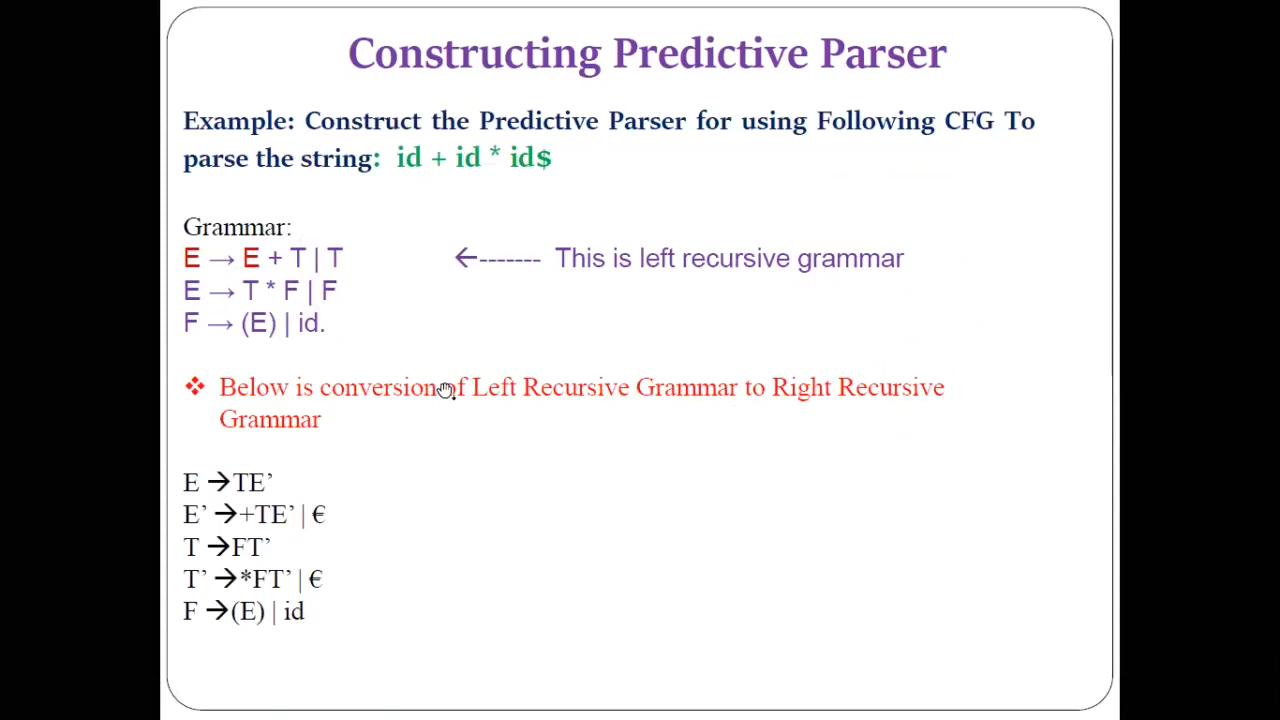 Constructing Predictive Parser
Example: Construct the Predictive Parser for using Following CFG To
parse the string: id + id * id$
Grammar:
E → E + T | T ←------- This is left recursive grammar
E → T * F | F
F → (E) | id.
❖ Below is conversion of Left Recursive Grammar to Right Recursive
Grammar
E →TE’
E’ →+TE’ | €
T →FT’
T’ →*FT’ | €
F →(E) | id